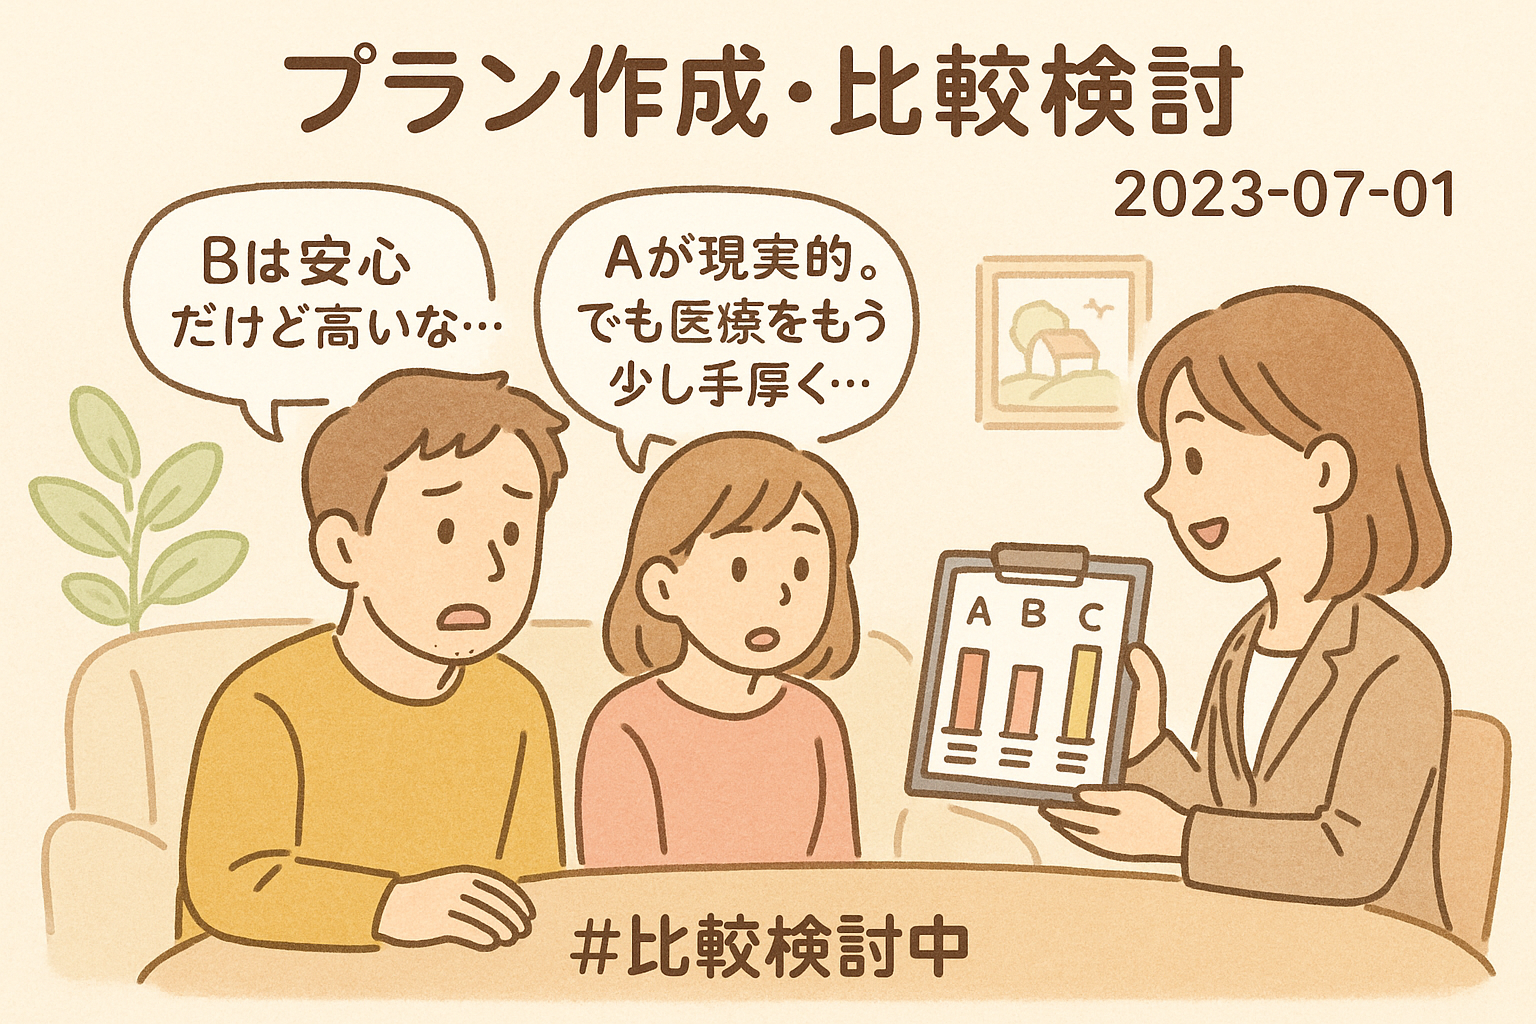 プラン作成・比較検討
2023-07-01
Bは安心
だけど高いな…
Aが現実的。
でも医療をもう
少し手厚く…
A B C
#比較検討中